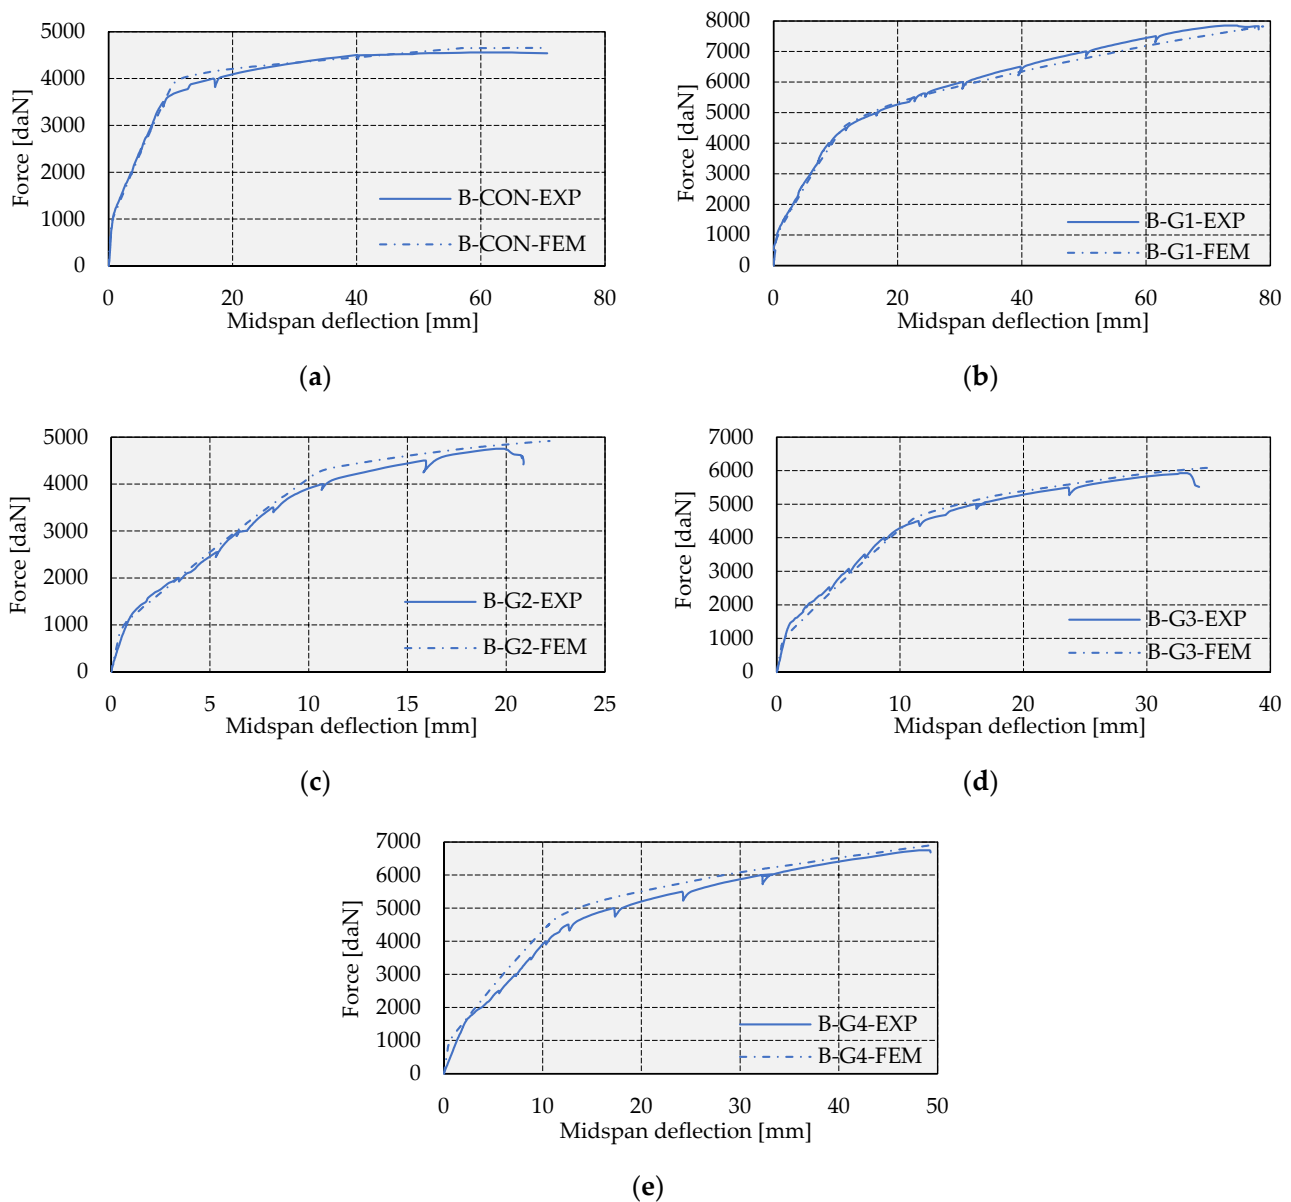 5000
4000
3000
2000
1000
0
Force [daN]
B-CON-EXP
B-CON-FEM
0 20 40 60 80
Midspan deflection [mm]
(a)
8000
7000
6000
5000
4000
3000
2000
1000
0
Force [daN]
B-G1-EXP
B-G1-FEM
0 20 40 60 80
Midspan deflection [mm]
(b)
5000
4000
3000
2000
1000
0
Force [daN]
B-G2-EXP
B-G2-FEM
0 5 10 15 20 25
Midspan deflection [mm]
(c)
7000
6000
5000
4000
3000
2000
1000
0
Force [daN]
B-G3-EXP
B-G3-FEM
0 10 20 30 40
Midspan deflection [mm]
(d)
7000
6000
5000
4000
3000
2000
1000
0
Force [daN]
B-G4-EXP
B-G4-FEM
0 10 20 30 40 50
Midspan deflection [mm]
(e)